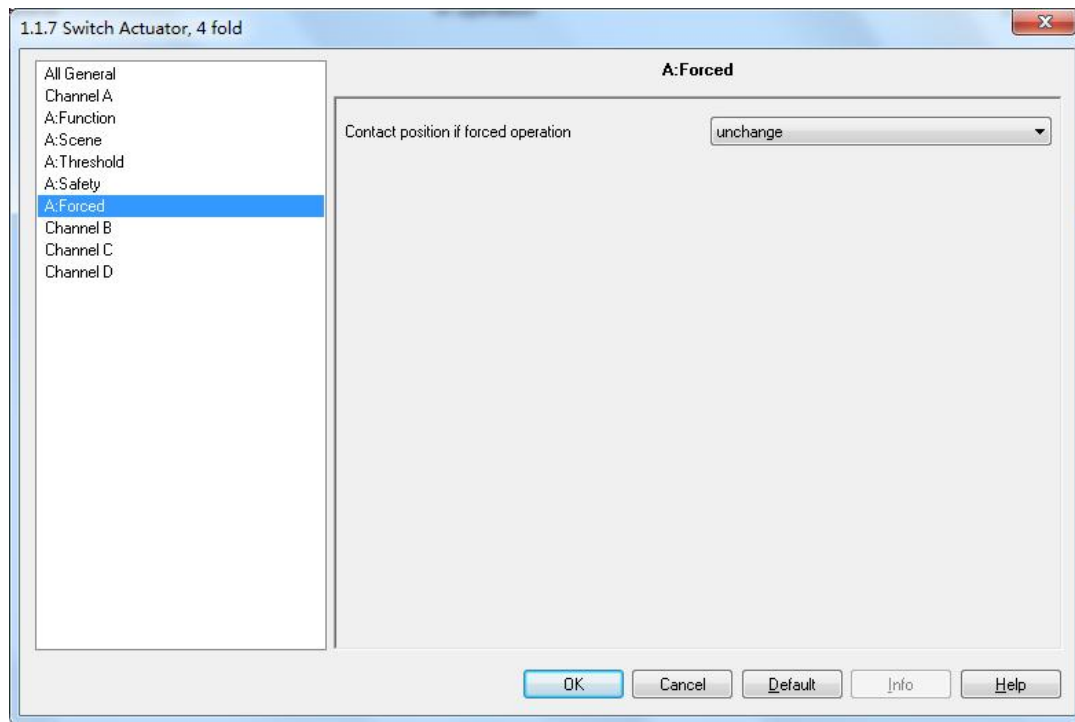 1.1.7 Switch Actuator, 4 fold
All General
Channel A
A:Function
A:Scene
A:Threshold
A:Safety
A:Forced
Channel B
Channel C
Channel D
A:Forced
Contact position if forced operation
unchange
OK
Cancel
Default
Info
Help